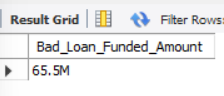 Result Grid Filter Rows:
Bad_Loan_Funded_Amount
65.5M